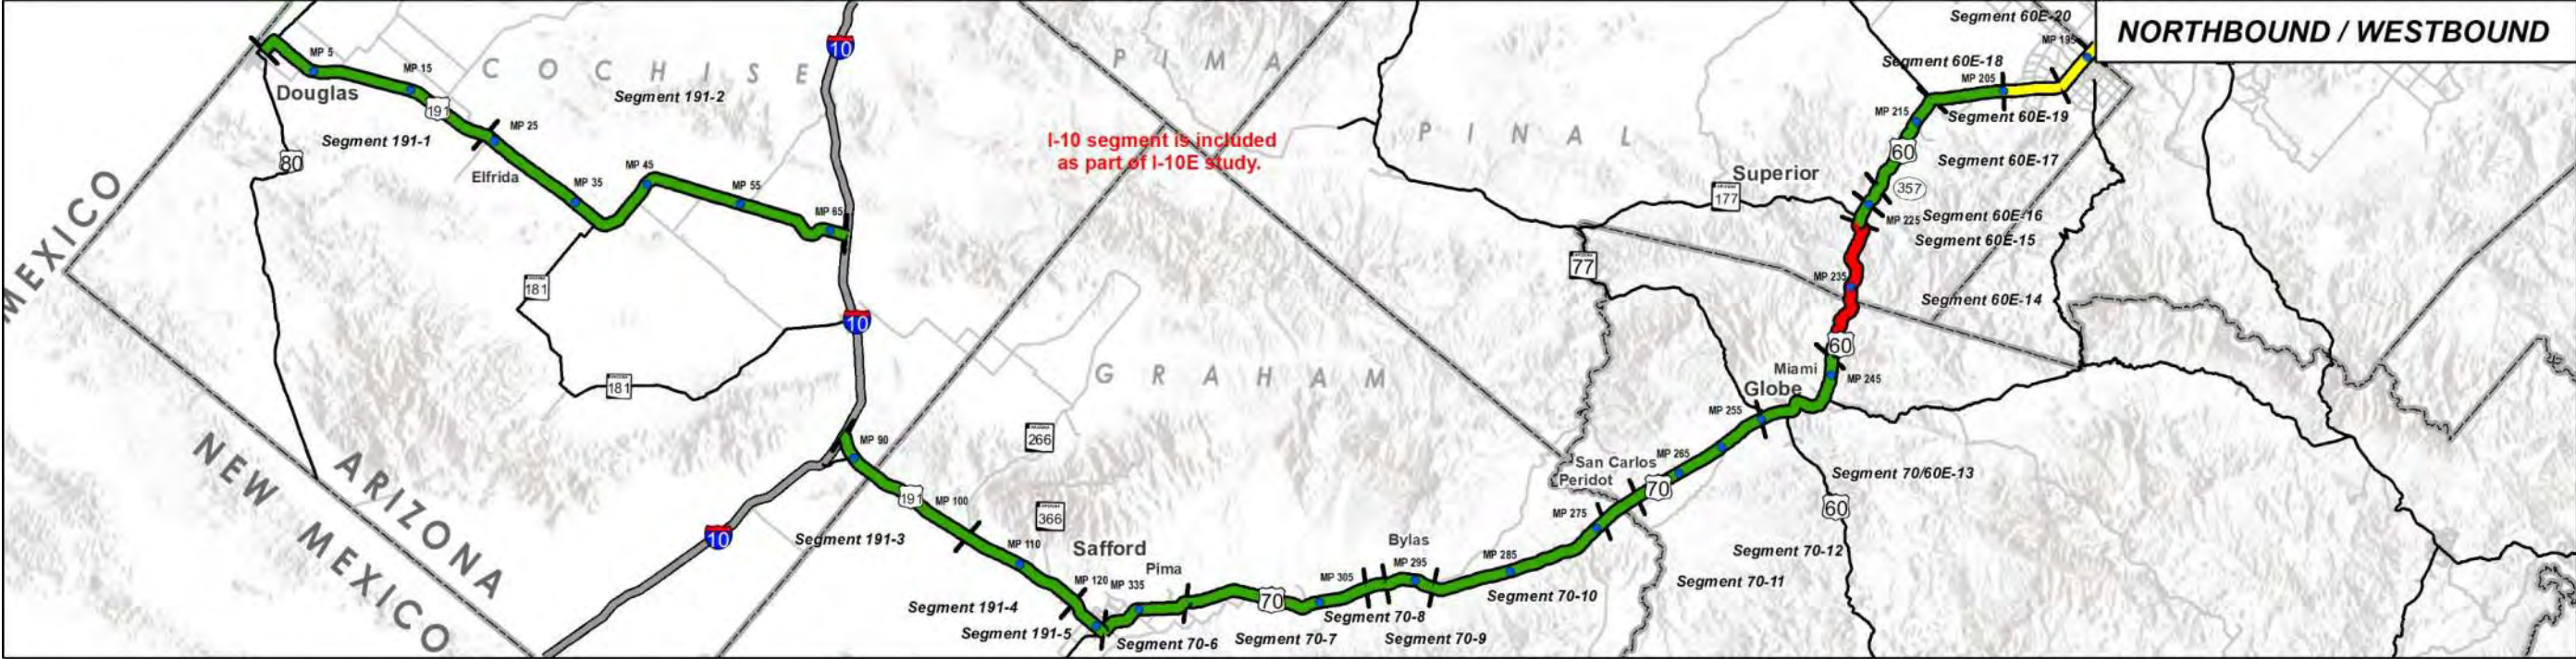 NORTHBOUND / WESTBOUND
Segment 60E-20
MP 195
10
MP 5
MP 15
COCHISE
PIMA
Segment 60E-18
MP 205
Douglas
191
Segment 191-2
MP 215
Segment 60E-19
MP 25
Segment 191-1
I-10 segment is included
as part of I-10E study.
PINAL
60
Segment 60E-17
80
Elfrida
MP 35
MP 45
MP 55
Superior
177
357
MP 65
MP 225
Segment 60E-16
Segment 60E-15
MEXICO
77
MP 235
181
Segment 60E-14
10
60
GRAHAM
Miami
MP 245
181
Globe
MP 255
266
MP 90
NEW MEXICO
ARIZONA
San Carlos
MP 265
Segment 70/60E-13
Peridot
70
191
MP 100
366
60
MP 275
10
Segment 191-3
MP 110
Safford
Bylas
MP 285
Segment 70-12
Pima
MP 295
Segment 70-11
MP 120
MP 335
MP 305
Segment 70-10
70
Segment 191-4
Segment 70-8
Segment 191-5
Segment 70-6
Segment 70-7
Segment 70-9